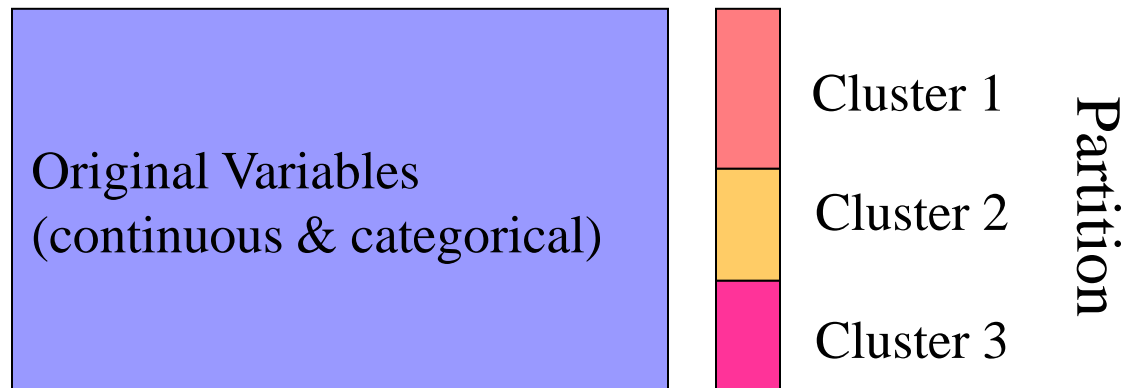 Original Variables
(continuous & categorical)
Cluster 1
Cluster 2
Cluster 3
Partition